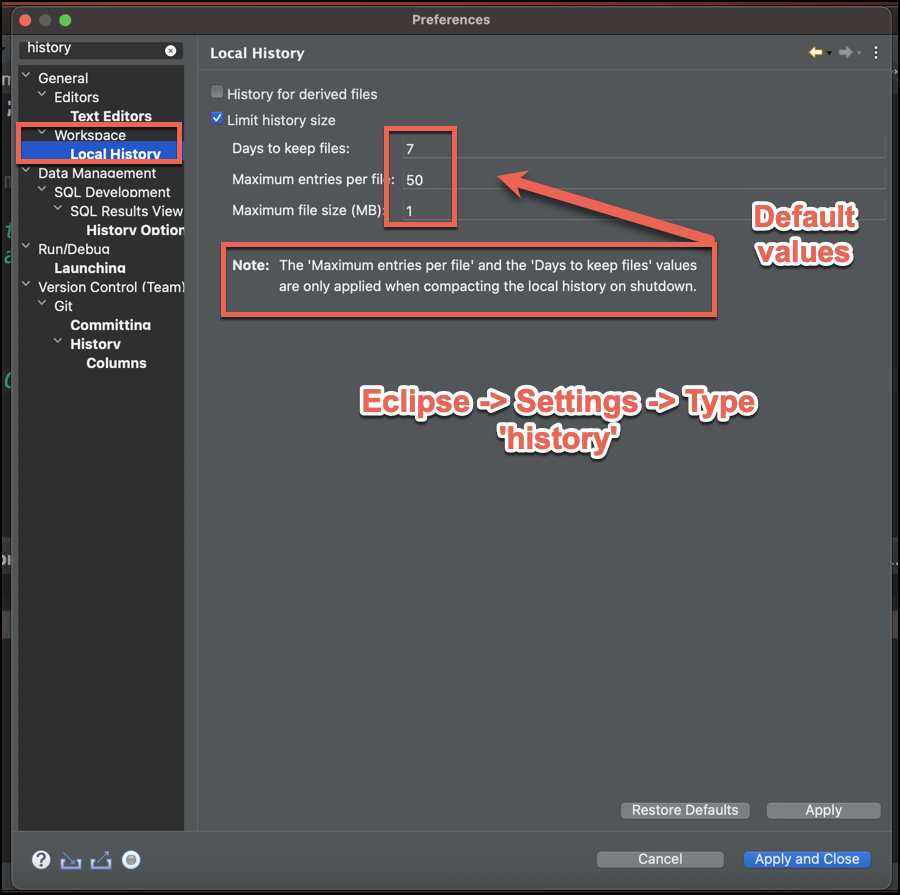 Preferences
history
Local History
General
Editors
Text Editors
Workspace
Local History
Data Management
SQL Development
SQL Results View
History Option
Run/Debug
Launching
Version Control (Team)
Git
Committing
History
Columns
History for derived files
Limit history size
Days to keep files: 7
Maximum entries per file: 50
Maximum file size (MB): 1
Default
values
Note: The 'Maximum entries per file' and the 'Days to keep files' values
are only applied when compacting the local history on shutdown.
Eclipse -> Settings -> Type
'history'
Restore Defaults
Apply
Cancel
Apply and Close